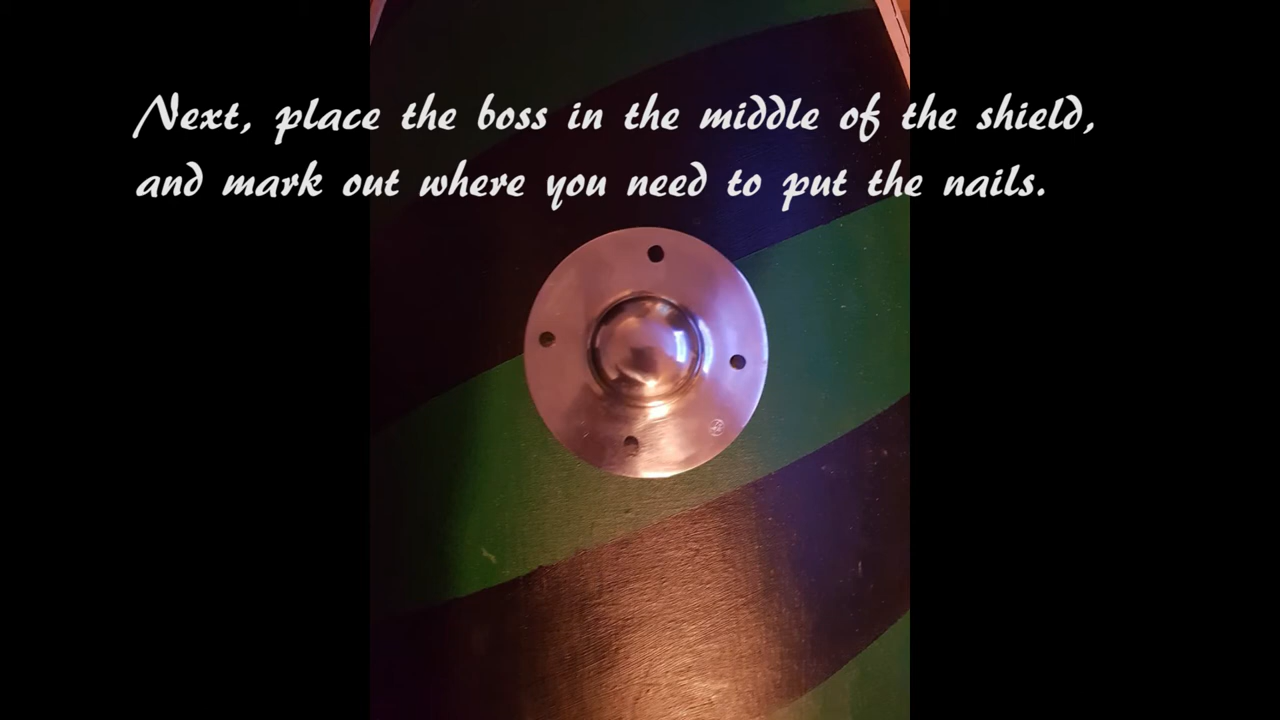 Next, place the boss in the middle of the shield,
and mark out where you need to put the nails.